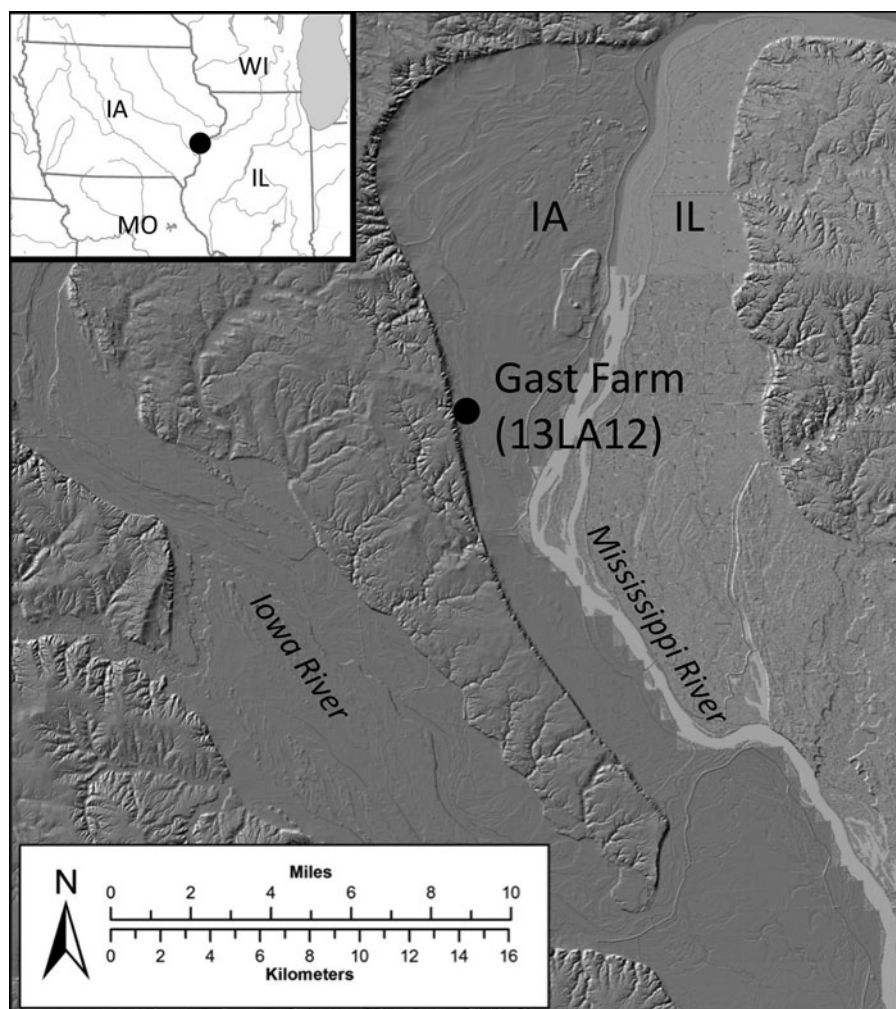 WI
IA
IL
MO
IA
IL
Gast Farm
(13LA12)
Mississippi River
Iowa River
N
Miles
0 2 4 6 8 10
0 2 4 6 8 10 12 14 16
Kilometers